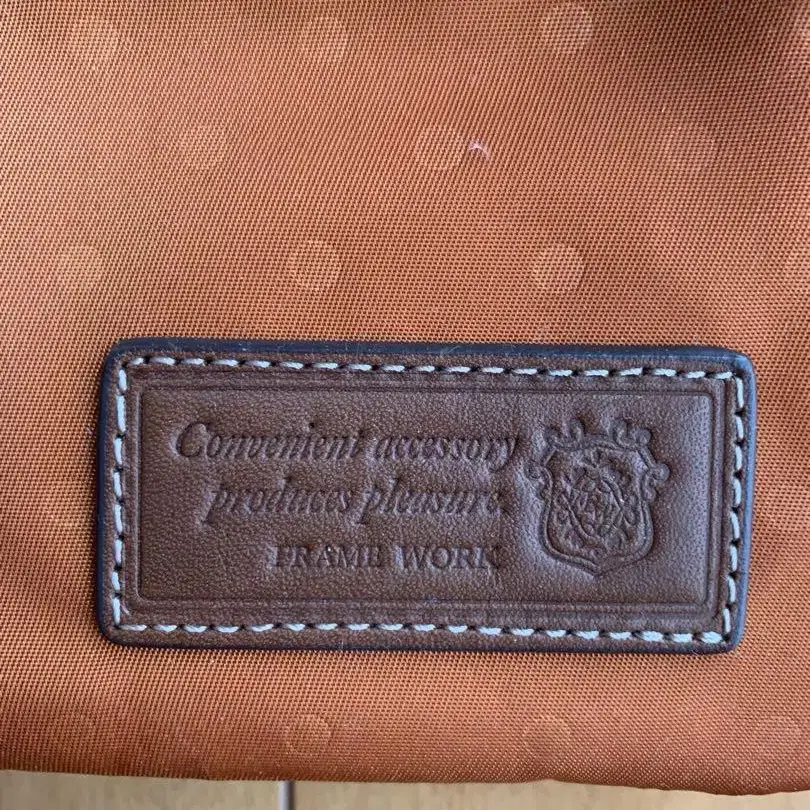 Convenient accessory
produces pleasure.
FRAME WORK